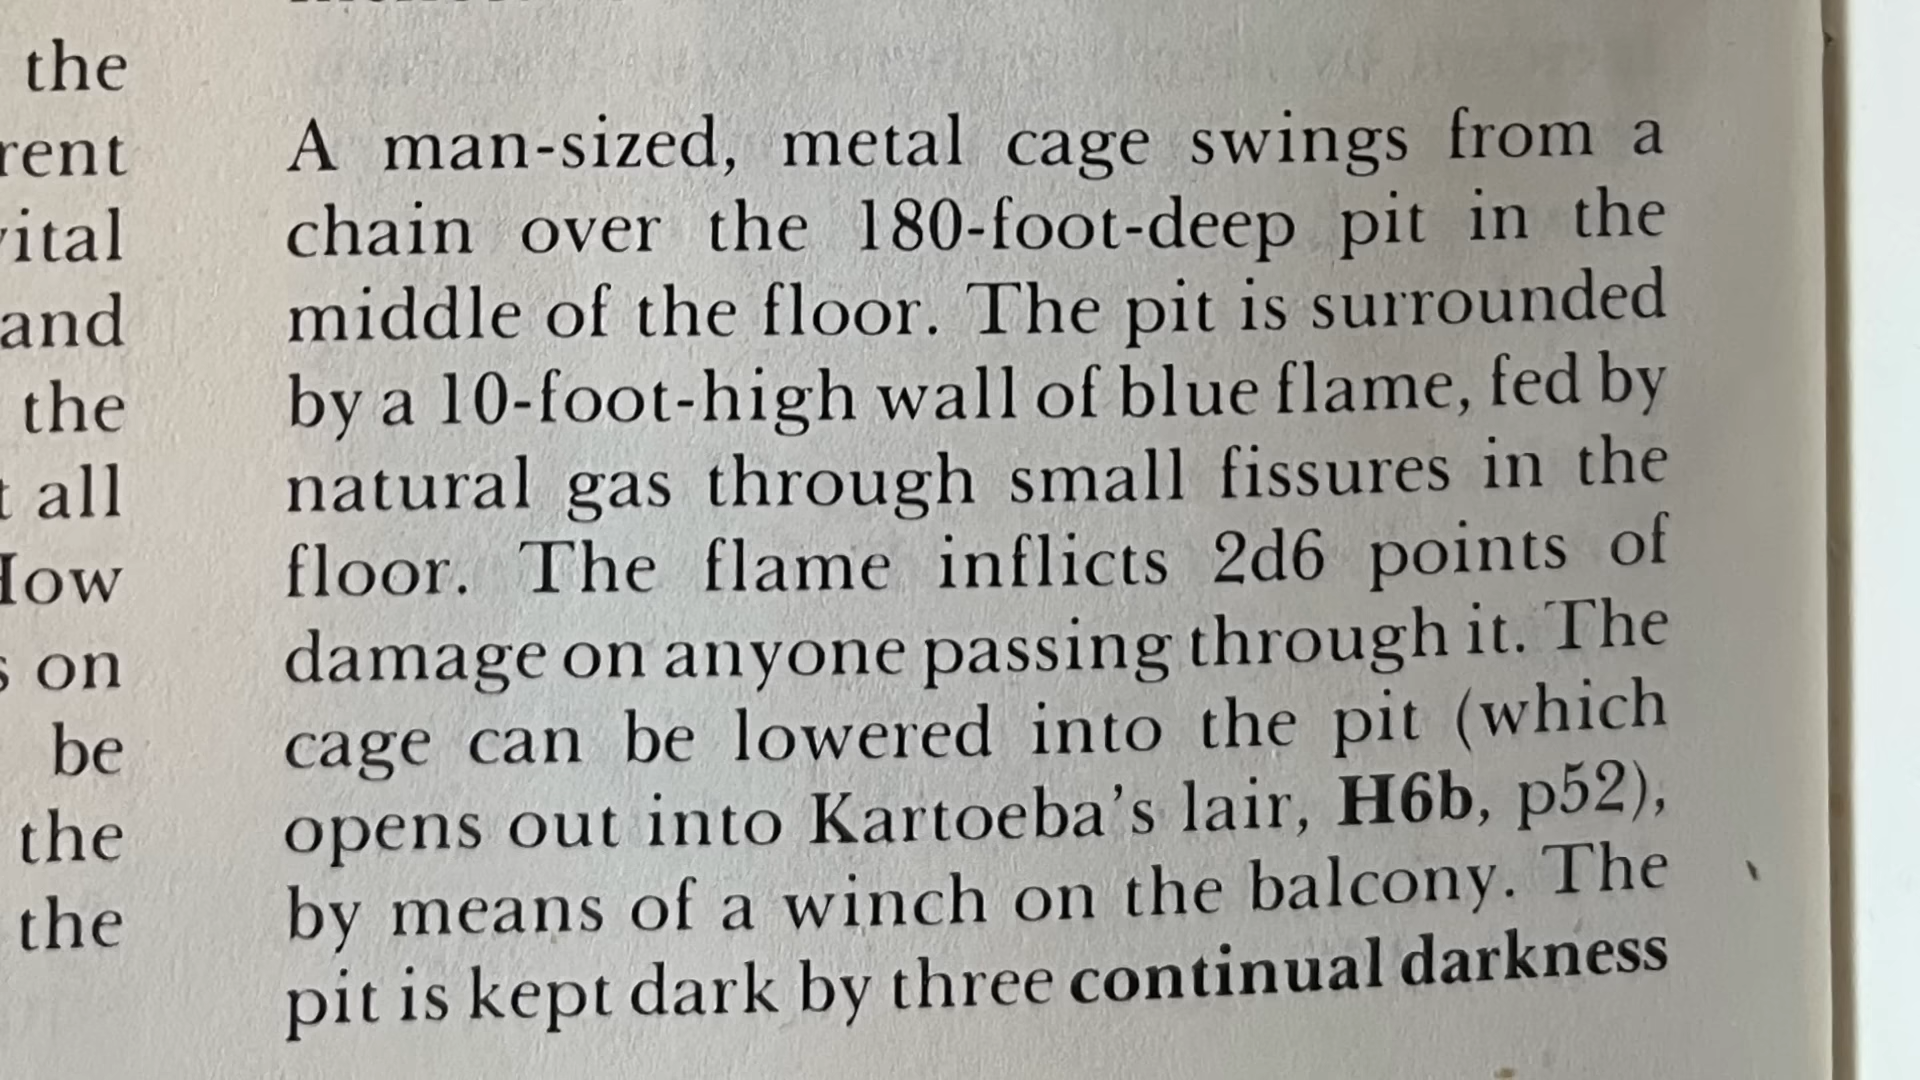 the
vital
and
the
all
on
be
the
the
A man-sized, metal cage swings from a
chain over the 180-foot-deep pit in the
middle of the floor. The pit is surrounded
by a 10-foot-high wall of blue flame, fed by
natural gas through small fissures in the
floor. The flame inflicts 2d6 points of
damage on anyone passing through it. The
cage can be lowered into the pit (which
opens out into Kartoeba's lair, H6b, p52),
by means of a winch on the balcony. The
pit is kept dark by three continual darkness